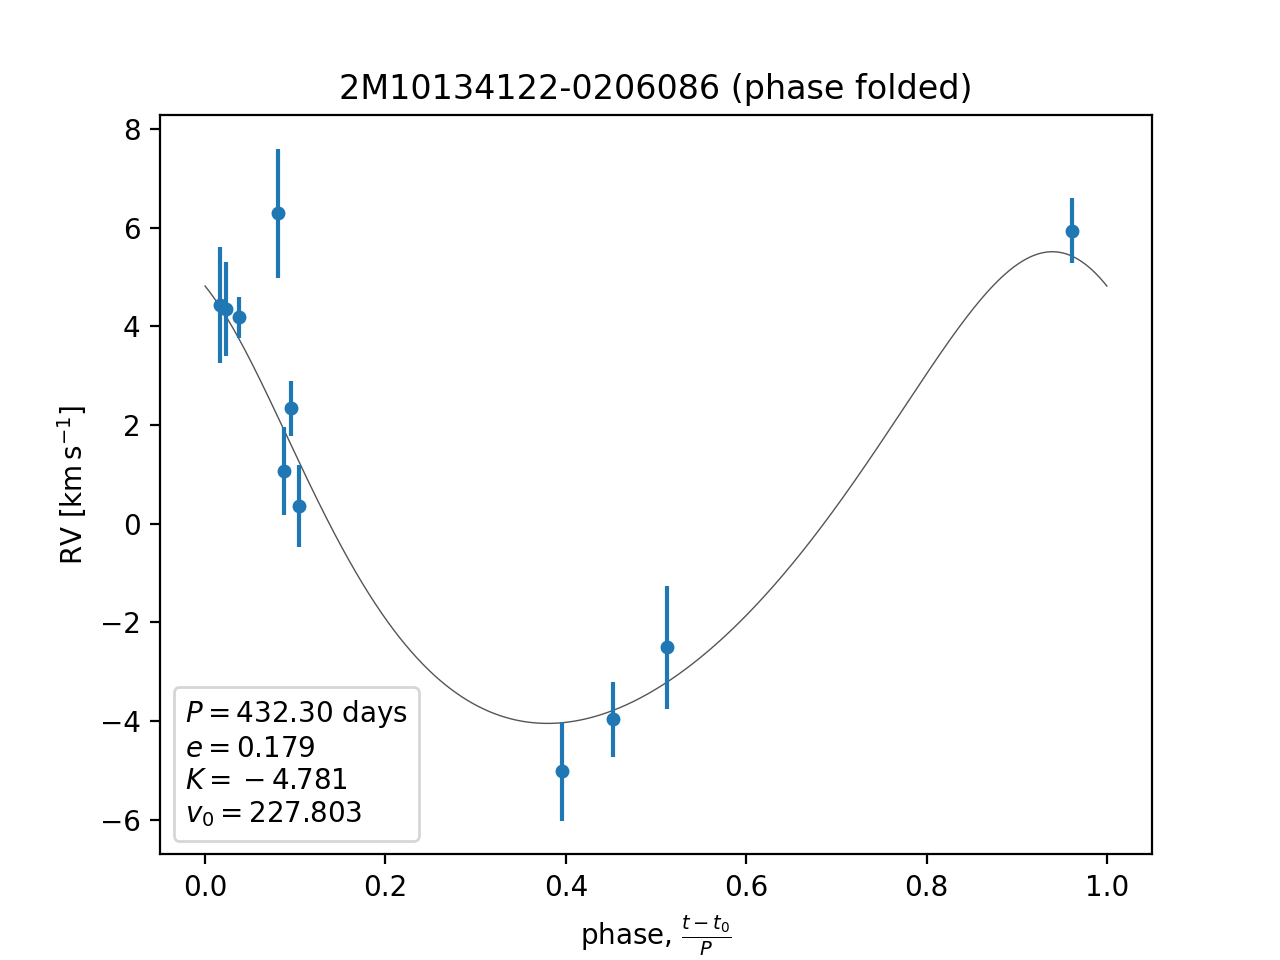 2M10134122-0206086 (phase folded)
8
6
4
2
0
−2
−4
−6
RV [km s⁻¹]
P = 432.30 days
e = 0.179
K = −4.781
v₀ = 227.803
0.0 0.2 0.4 0.6 0.8 1.0
phase, (t − t₀)/P